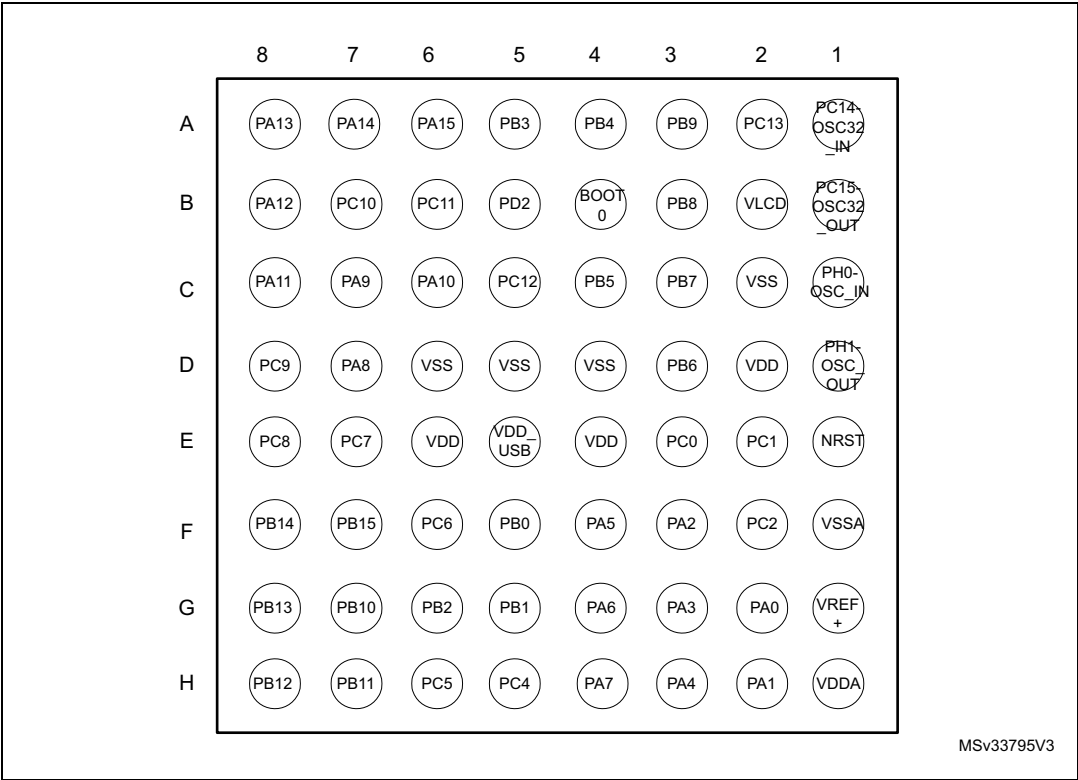 8 7 6 5 4 3 2 1
A PA13 PA14 PA15 PB3 PB4 PB9 PC13 PC14-OSC32_IN
B PA12 PC10 PC11 PD2 BOOT0 PB8 VLCD PC15-OSC32_OUT
C PA11 PA9 PA10 PC12 PB5 PB7 VSS PH0-OSC_IN
D PC9 PA8 VSS VSS VSS PB6 VDD PH1-OSC_OUT
E PC8 PC7 VDD VDD_USB VDD PC0 PC1 NRST
F PB14 PB15 PC6 PB0 PA5 PA2 PC2 VSSA
G PB13 PB10 PB2 PB1 PA6 PA3 PA0 VREF+
H PB12 PB11 PC5 PC4 PA7 PA4 PA1 VDDA
MSv33795V3